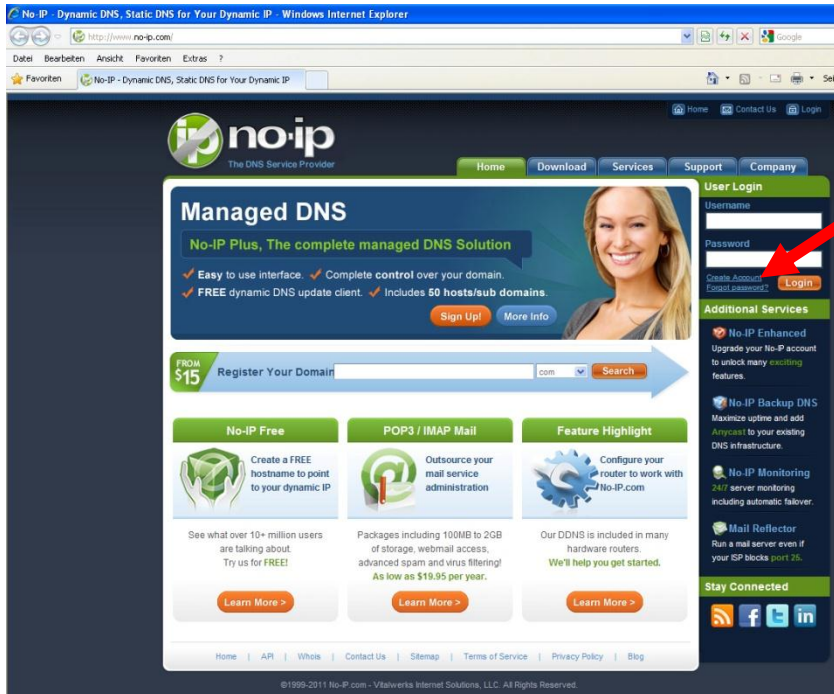 No-IP - Dynamic DNS, Static DNS for Your Dynamic IP - Windows Internet Explorer
http://www.no-ip.com/
Google
Datei Bearbeiten Ansicht Favoriten Extras ?
Favoriten
No-IP - Dynamic DNS, Static DNS for Your Dynamic IP
Home Contact Us Login
ip no·ip
The DNS Service Provider
Home Download Services Support Company
Managed DNS
No-IP Plus, The complete managed DNS Solution
Easy to use interface. Complete control over your domain.
FREE dynamic DNS update client. Includes 50 hosts/sub domains.
Sign Up! More Info
User Login
Username
Password
Create Account
Forgot password?
Login
FROM
$15
Register Your Domain
com
Search
No-IP Free
Create a FREE
hostname to point
to your dynamic IP
See what over 10+ million users
are talking about.
Try us for FREE!
Learn More >
POP3 / IMAP Mail
Outsource your
mail service
administration
Packages including 100MB to 2GB
of storage, webmail access,
advanced spam and virus filtering!
As low as $19.95 per year.
Learn More >
Feature Highlight
Configure your
router to work with
No-IP.com
Our DDNS is included in many
hardware routers.
We'll help you get started.
Learn More >
Additional Services
No-IP Enhanced
Upgrade your No-IP account
to unlock many exciting
features.
No-IP Backup DNS
Maximize uptime and add
Anycast to your existing
DNS infrastructure.
No-IP Monitoring
24/7 server monitoring
including automatic failover.
Mail Reflector
Run a mail server even if
your ISP blocks port 25.
Stay Connected
f t in
Home | API | Whois | Contact Us | Sitemap | Terms of Service | Privacy Policy | Blog
©1999-2011 No-IP.com - Vitalwerks Internet Solutions, LLC. All Rights Reserved.